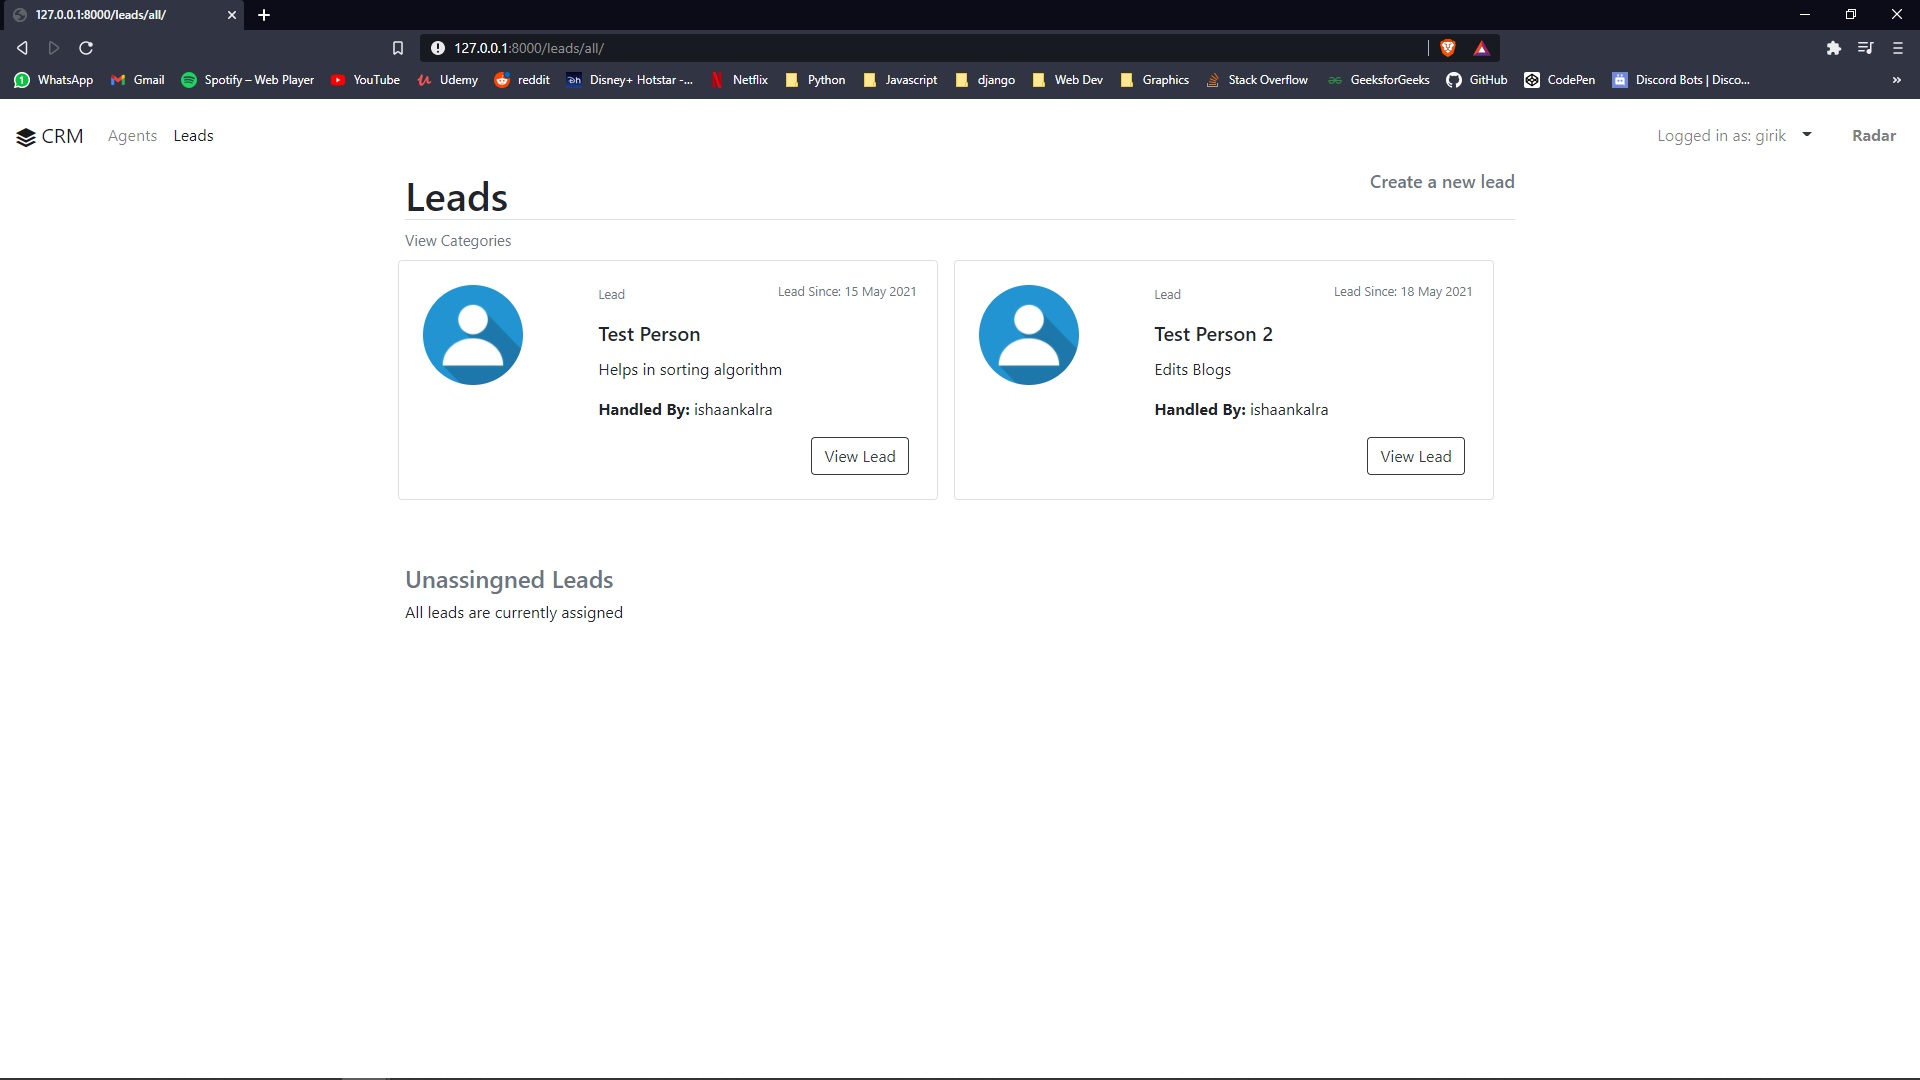 127.0.0.1:8000/leads/all/
127.0.0.1:8000/leads/all/
WhatsApp Gmail Spotify – Web Player YouTube Udemy reddit Disney+ Hotstar -... Netflix Python Javascript django Web Dev Graphics Stack Overflow GeeksforGeeks GitHub CodePen Discord Bots | Disco... »
CRM Agents Leads Logged in as: girik Radar
Leads Create a new lead
View Categories
Lead Lead Since: 15 May 2021
Test Person
Helps in sorting algorithm
Handled By: ishaankalra
View Lead
Lead Lead Since: 18 May 2021
Test Person 2
Edits Blogs
Handled By: ishaankalra
View Lead
Unassingned Leads
All leads are currently assigned